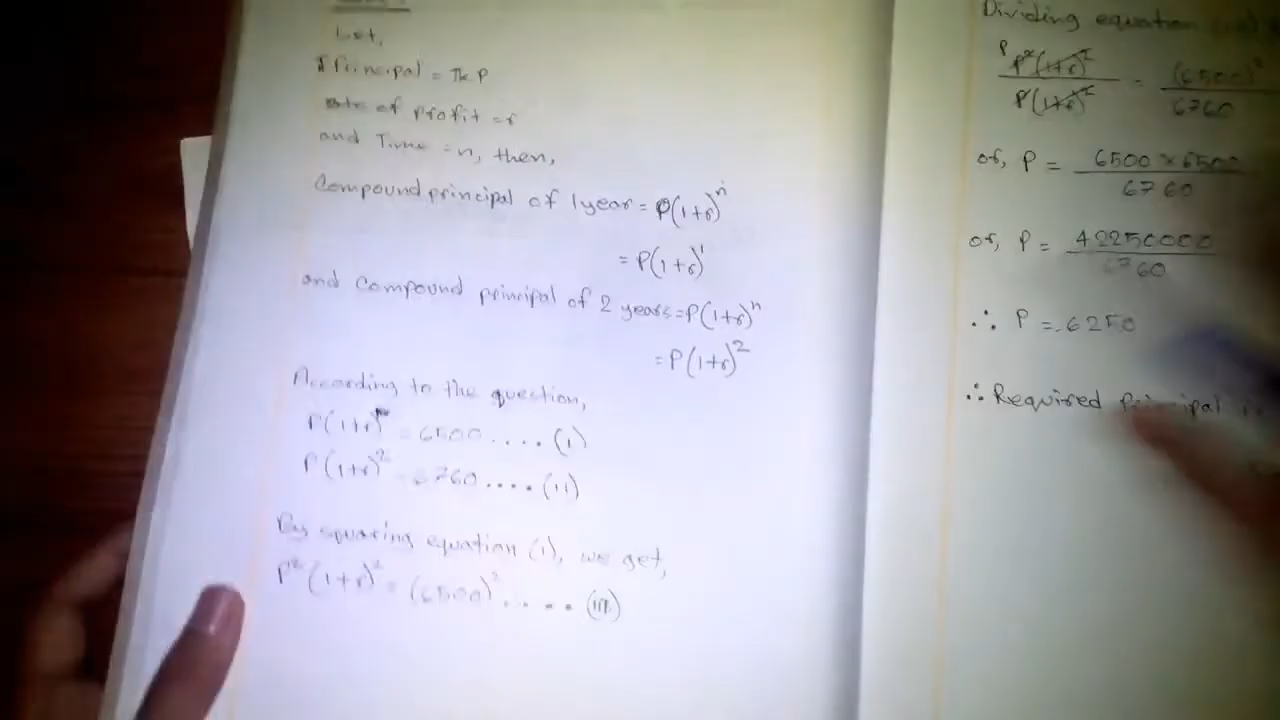 Let,
Principal = Tk P
Rate of profit = r
and Time = n, then,
Compound principal of 1 year = P(1+r)^n
= P(1+r)^1
and compound principal of 2 years = P(1+r)^n
= P(1+r)^2
According to the question,
P(1+r) = 6500 .... (i)
P(1+r)^2 = 6760 .... (ii)
By squaring equation (i), we get,
P^2 (1+r)^2 = (6500)^2 ..... (iii)
Dividing equation
P
P^2(1+r)^2 / P(1+r)^2 = (6500)^2 / 6760
or, P = 6500 × 6500 / 6760
or, P = 42250000 / 6760
∴ P = 6250
∴ Required Principal